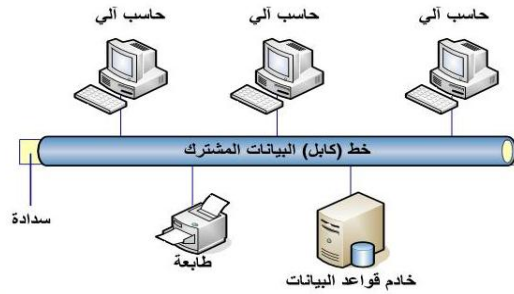 حاسب آلي
حاسب آلي
حاسب آلي
خط (كابل) البيانات المشترك
سدادة
طابعة
خادم قواعد البيانات